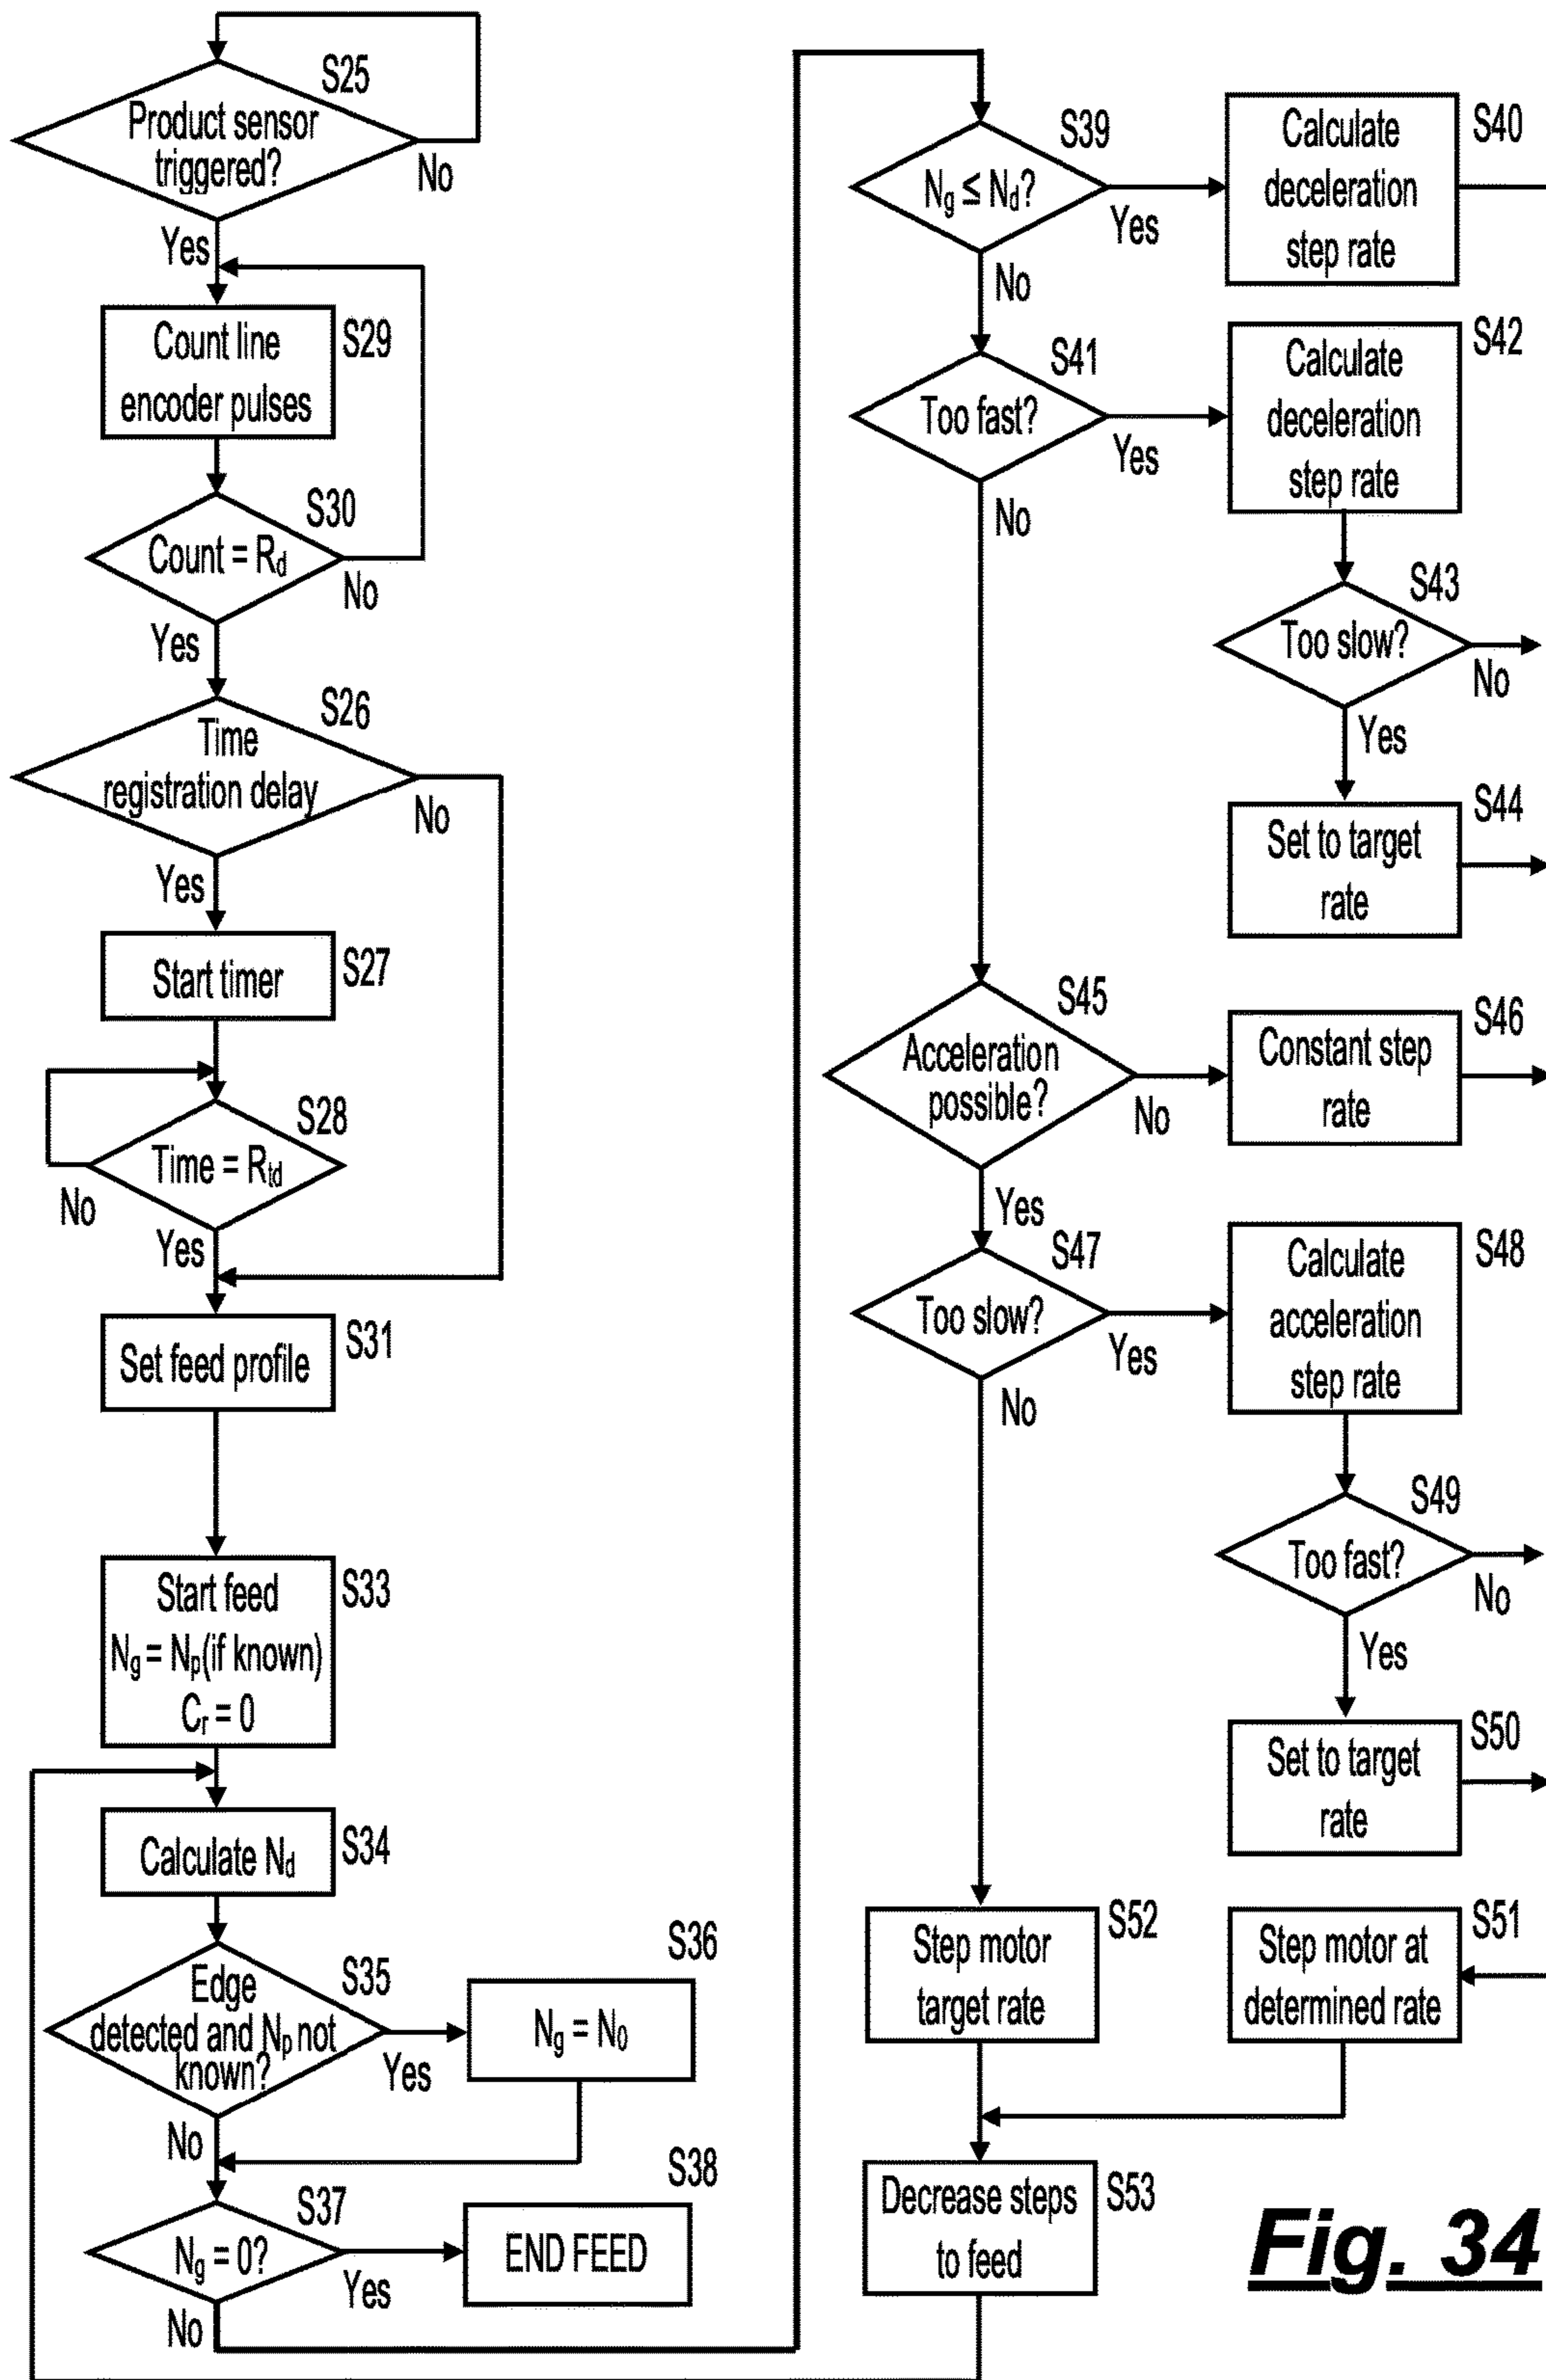 S25
Product sensor
triggered?
No
Yes
Count line
encoder pulses
S29
S30
Count = Rd
No
Yes
S26
Time
registration delay
No
Yes
Start timer
S27
S28
Time = Rtd
No
Yes
Set feed profile
S31
Start feed
Ng = Np(if known)
Cr = 0
S33
Calculate Nd
S34
Edge
detected and Np not
known?
S35
Yes
No
S36
Ng = N0
S37
Ng = 0?
Yes
No
S38
END FEED
S39
Ng ≤ Nd?
Yes
No
Calculate
deceleration
step rate
S40
S41
Too fast?
Yes
No
Calculate
deceleration
step rate
S42
S43
Too slow?
No
Yes
Set to target
rate
S44
S45
Acceleration
possible?
No
Yes
Constant step
rate
S46
S47
Too slow?
Yes
No
Calculate
acceleration
step rate
S48
S49
Too fast?
No
Yes
Set to target
rate
S50
Step motor
target rate
S52
Step motor at
determined rate
S51
Decrease steps
to feed
S53
Fig. 34